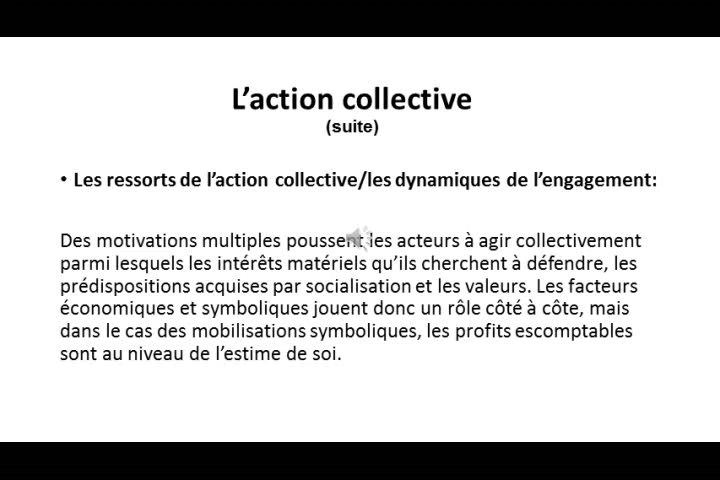 L’action collective
(suite)
• Les ressorts de l’action collective/les dynamiques de l’engagement:
Des motivations multiples poussent les acteurs à agir collectivement
parmi lesquels les intérêts matériels qu’ils cherchent à défendre, les
prédispositions acquises par socialisation et les valeurs. Les facteurs
économiques et symboliques jouent donc un rôle côté à côte, mais
dans le cas des mobilisations symboliques, les profits escomptables
sont au niveau de l’estime de soi.